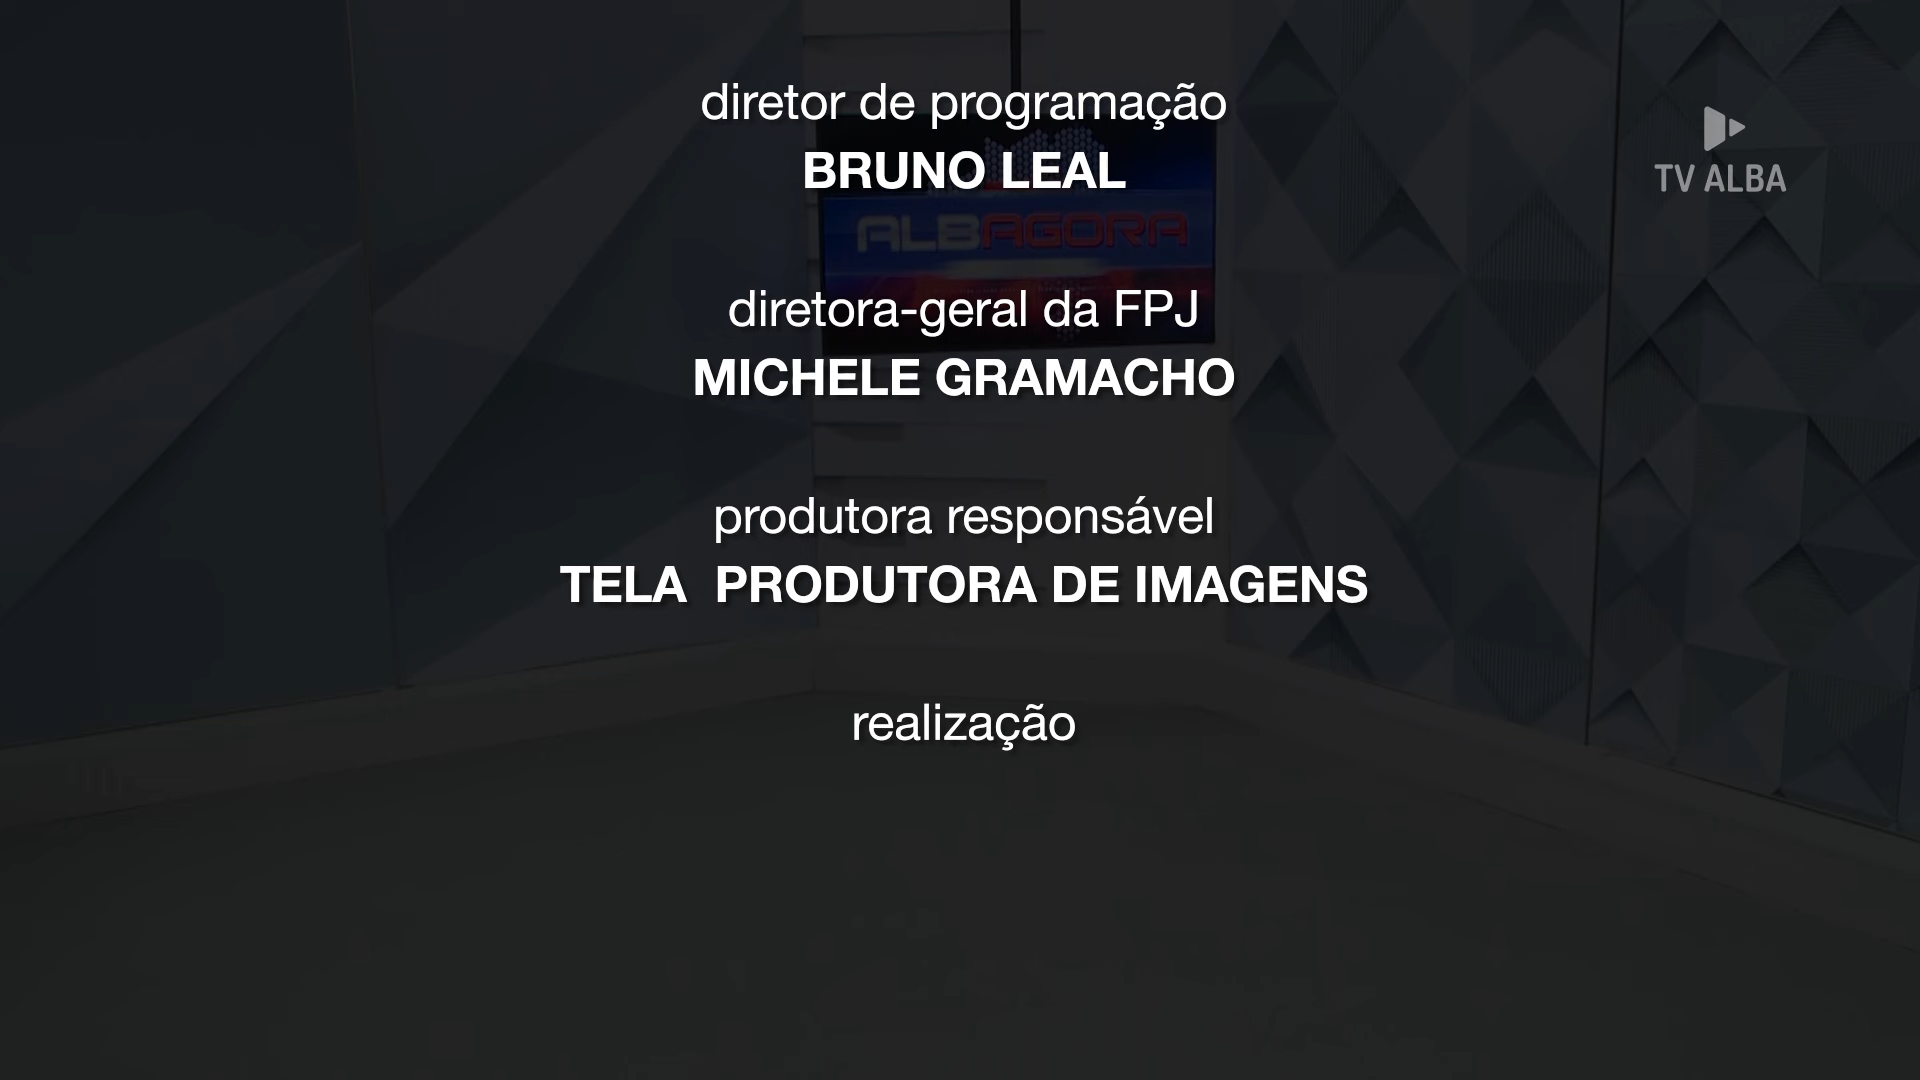 diretor de programação
BRUNO LEAL
TV ALBA
ALBAGORA
diretora-geral da FPJ
MICHELE GRAMACHO
produtora responsável
TELA  PRODUTORA DE IMAGENS
realização